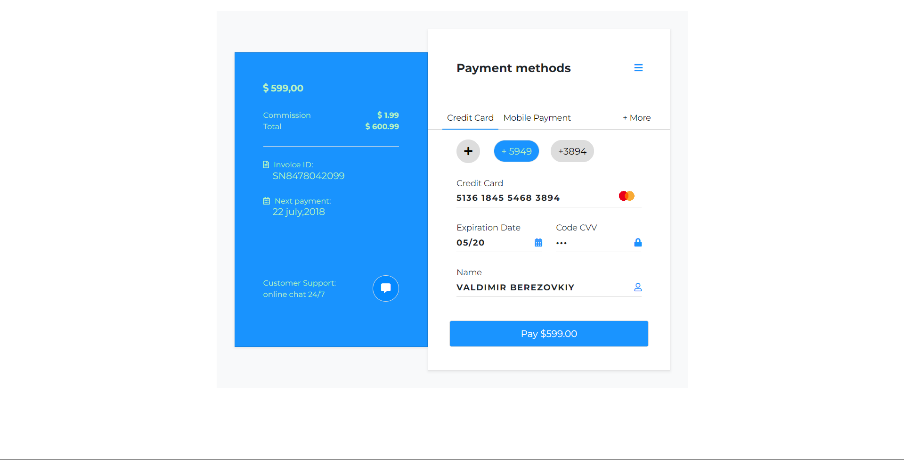 $ 599,00
Commission $ 1.99
Total $ 600.99
Invoice ID:
SN8478042099
Next payment:
22 july,2018
Customer Support:
online chat 24/7
Payment methods
Credit Card Mobile Payment + More
+ + 5949 +3894
Credit Card
5136 1845 5468 3894
Expiration Date Code CVV
05/20 •••
Name
VALDIMIR BEREZOVKIY
Pay $599.00